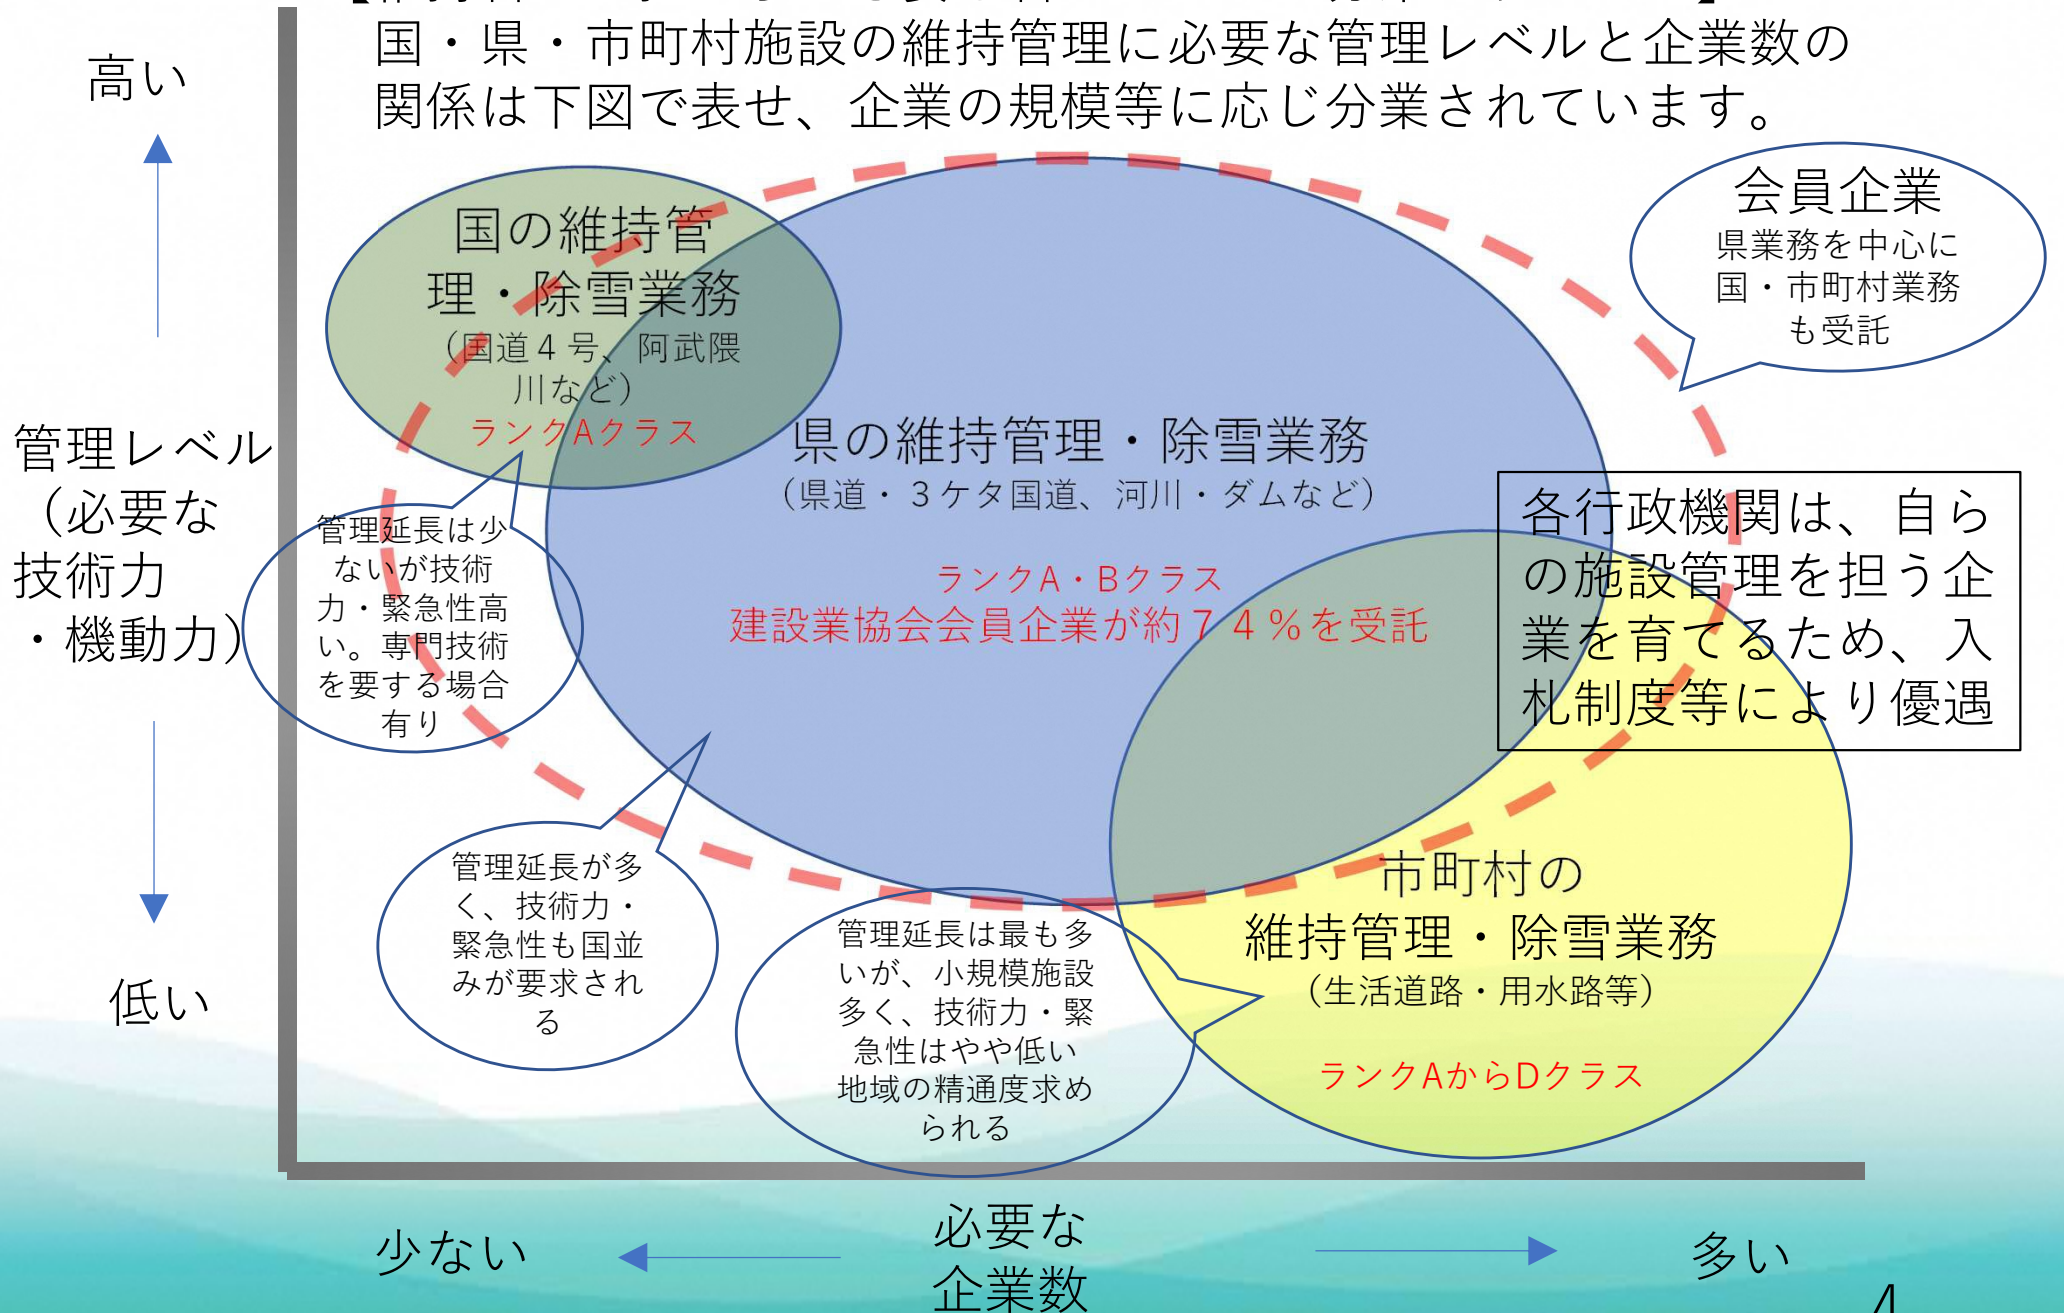 国・県・市町村施設の維持管理に必要な管理レベルと企業数の
関係は下図で表せ、企業の規模等に応じ分業されています。
高い
管理レベル
（必要な
技術力
・機動力）
低い
国の維持管
理・除雪業務
（国道４号、阿武隈
川など）
ランクAクラス
会員企業
県業務を中心に
国・市町村業務
も受託
県の維持管理・除雪業務
（県道・３ケタ国道、河川・ダムなど）
ランクA・Bクラス
建設業協会会員企業が約７４％を受託
各行政機関は、自ら
の施設管理を担う企
業を育てるため、入
札制度等により優遇
管理延長は少
ないが技術
力・緊急性高
い。専門技術
を要する場合
有り
管理延長が多
く、技術力・
緊急性も国並
みが要求され
る
管理延長は最も多
いが、小規模施設
多く、技術力・緊
急性はやや低い
地域の精通度求め
られる
市町村の
維持管理・除雪業務
（生活道路・用水路等）
ランクAからDクラス
少ない
必要な
企業数
多い
4